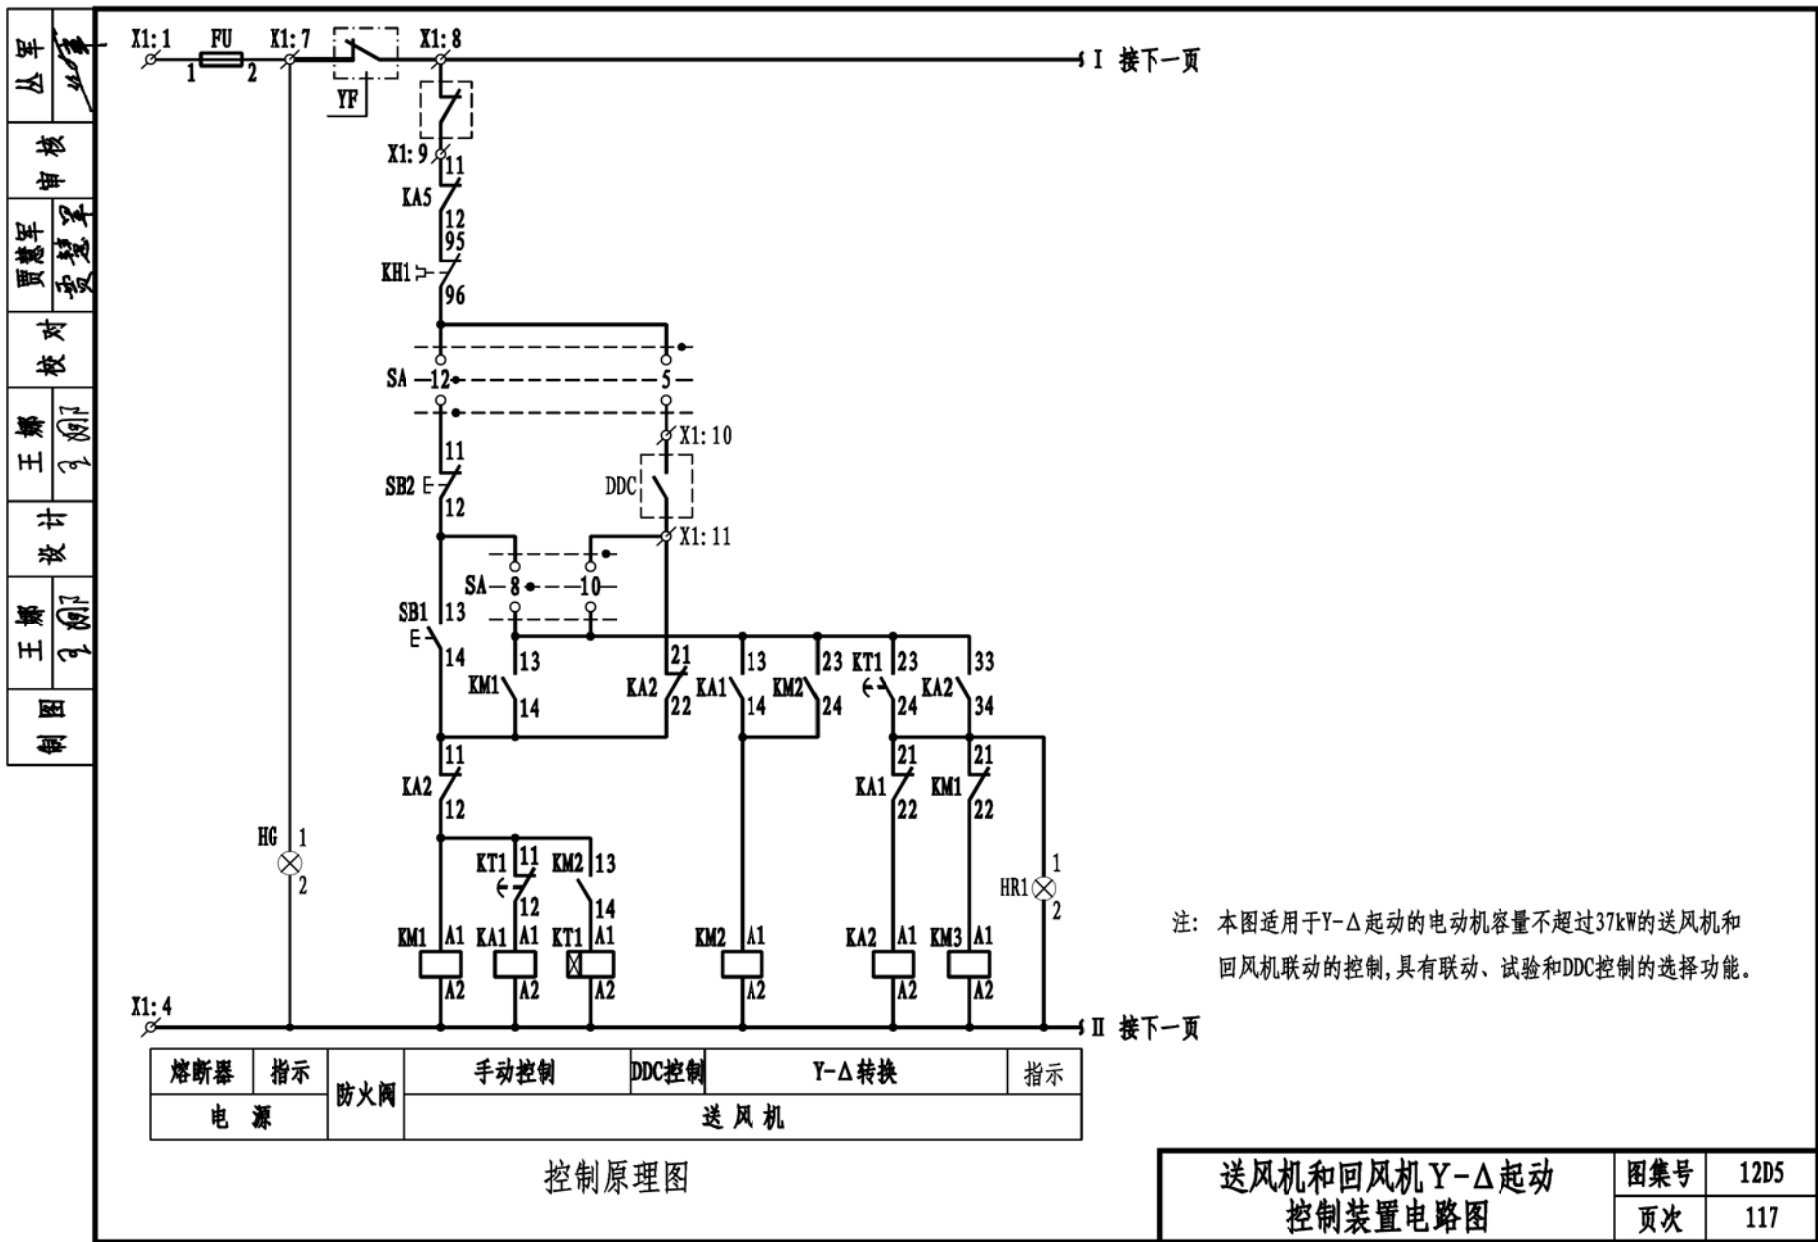 X1:1 FU X1:7 X1:8
1 2
I 接下一页
YF
X1:9
11
KA5
12
95
KH1
96
SA 12 5
X1:10
11
SB2
12
DDC
X1:11
SA 8 10
SB1 13
14
13
KM1
14
21
KA2
22
13
KA1
14
23
KM2
24
KT1 23
24
33
KA2
34
11
KA2
12
21
KA1
22
21
KM1
22
HG 1
2
KT1 11
12
KM2 13
14
HR1 1
2
KM1 A1
A2
KA1 A1
A2
KT1 A1
A2
KM2 A1
A2
KA2 A1
A2
KM3 A1
A2
X1:4
II 接下一页
熔断器 指示 防火阀 手动控制 DDC控制 Y-Δ转换 指示
电源 送风机
控制原理图
注: 本图适用于Y-Δ起动的电动机容量不超过37kW的送风机和
回风机联动的控制,具有联动、试验和DDC控制的选择功能。
送风机和回风机Y-Δ起动
控制装置电路图
图集号 12D5
页次 117
丛军
审核
贾慧军 贾慧军
校对
王娜 王娜
设计
王娜 王娜
制图